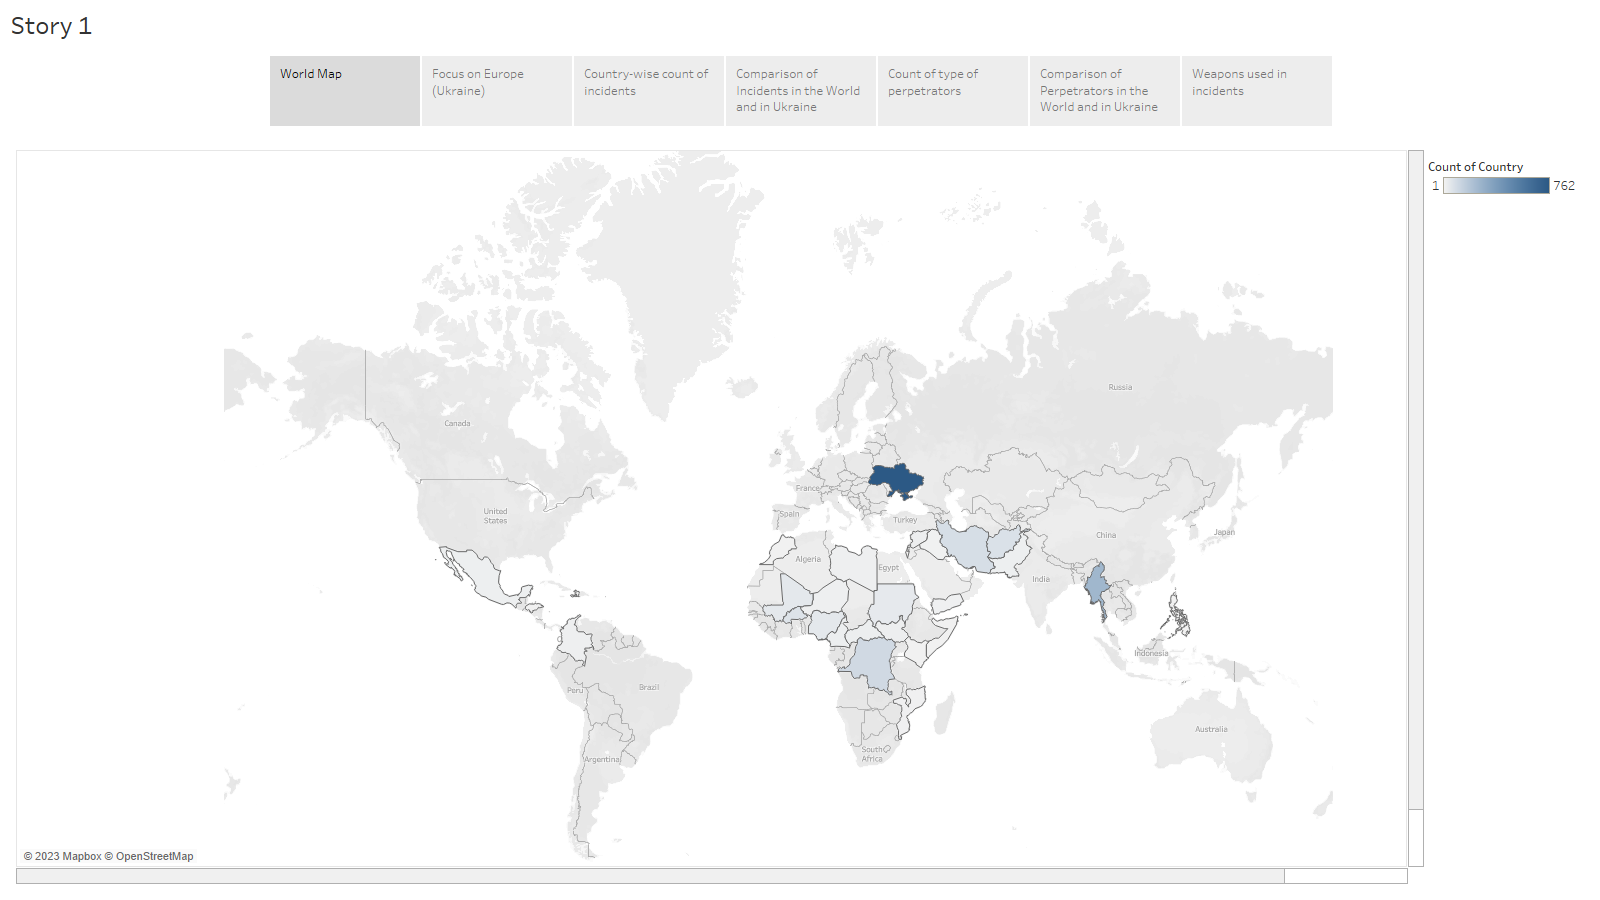 Story 1
World Map
Focus on Europe
(Ukraine)
Country-wise count of
incidents
Comparison of
Incidents in the World
and in Ukraine
Count of type of
perpetrators
Comparison of
Perpetrators in the
World and in Ukraine
Weapons used in
incidents
Count of Country
1 762
Russia
Canada
France
United
States
Spain
Turkey
China
Japan
Algeria
Egypt
India
Indonesia
Peru
Brazil
Australia
South
Africa
Argentina
© 2023 Mapbox © OpenStreetMap